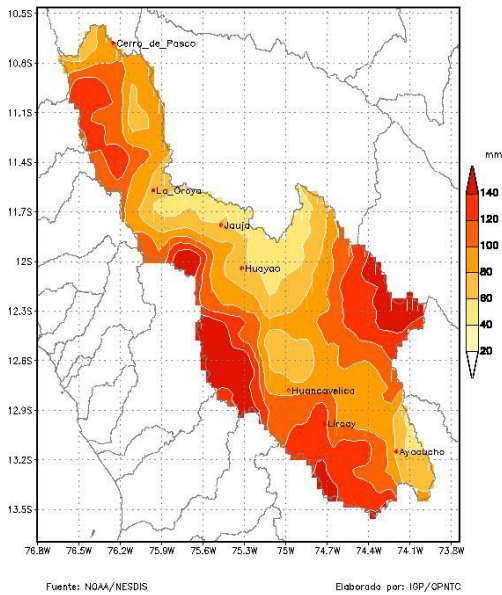 10.5S
10.8S
11.1S
11.4S
11.7S
12S
12.3S
12.6S
12.9S
13.2S
13.5S
Cerro_de_Pasco
La_Oroya
Jauja
Huayao
Huancavelica
Lircay
Ayacucho
mm
140
120
100
80
60
40
20
76.8W 76.5W 76.2W 75.9W 75.6W 75.3W 75W 74.7W 74.4W 74.1W 73.8W
Fuente: NOAA/NESDIS Elaborado por: IGP/CPNTC